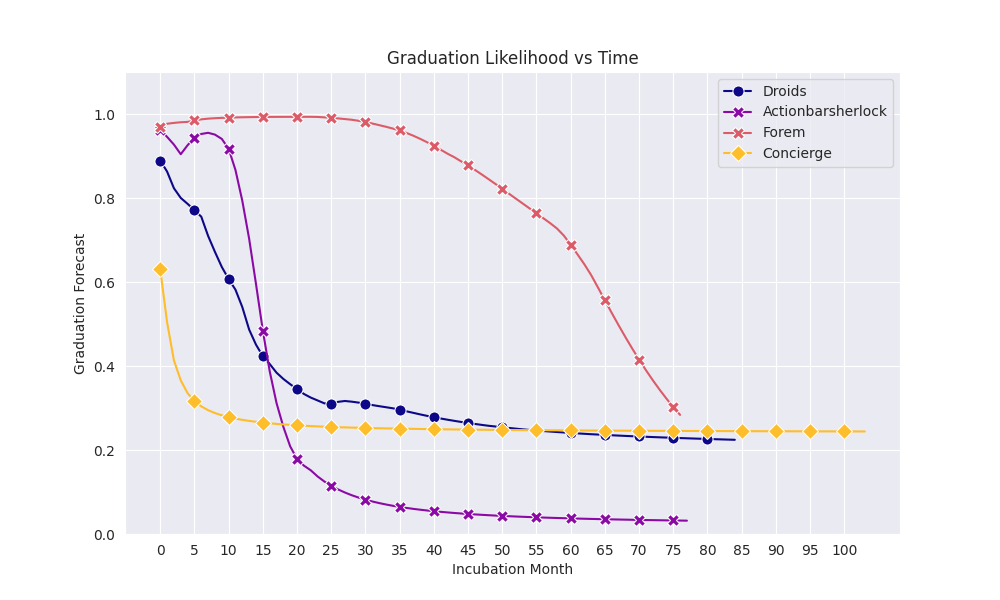 Graduation Likelihood vs Time
Droids
Actionbarsherlock
Forem
Concierge
Graduation Forecast
1.0
0.8
0.6
0.4
0.2
0.0
0 5 10 15 20 25 30 35 40 45 50 55 60 65 70 75 80 85 90 95 100
Incubation Month